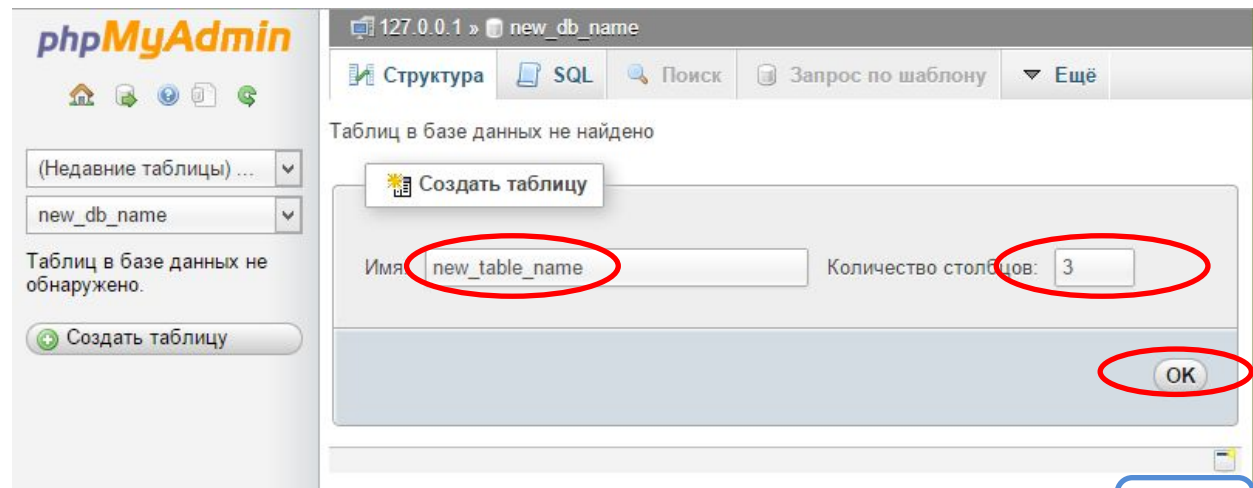 phpMyAdmin
127.0.0.1 » new_db_name
Структура SQL Поиск Запрос по шаблону Ещё
Таблиц в базе данных не найдено
(Недавние таблицы) ...
new_db_name
Таблиц в базе данных не
обнаружено.
Создать таблицу
Создать таблицу
Имя: new_table_name Количество столбцов: 3
OK